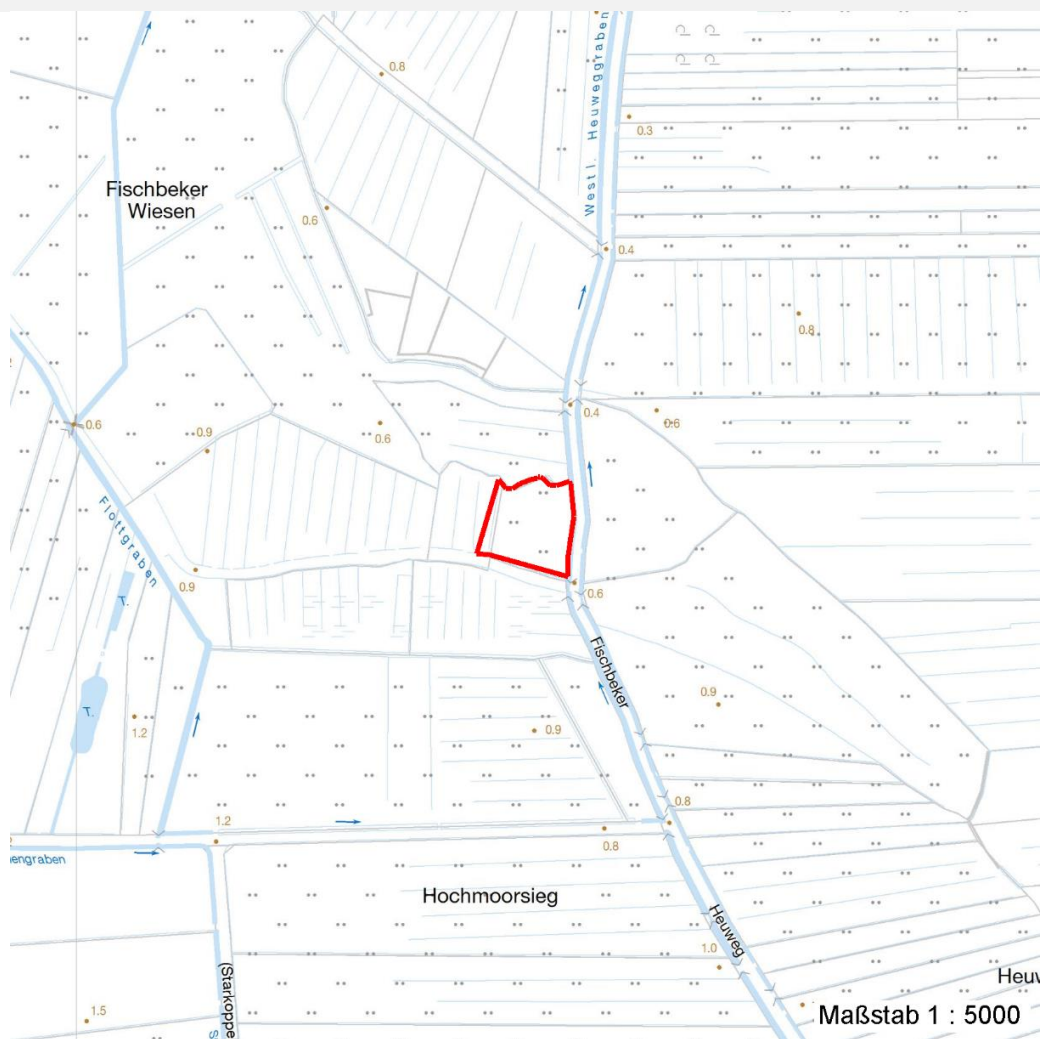 0.8
0.3
Westl. Heuweggraben
Fischbeker
Wiesen
0.6
0.4
0.8
0.4
0.6
0.6
0.9
0.6
Flottgraben
0.9
T.
0.6
Fischbeker
T.
1.2
0.9
0.9
1.2
0.8
0.8
engraben
Hochmoorsieg
Heuweg
1.0
(Starkoppe
S
Heuw
1.5
Maßstab 1 : 5000